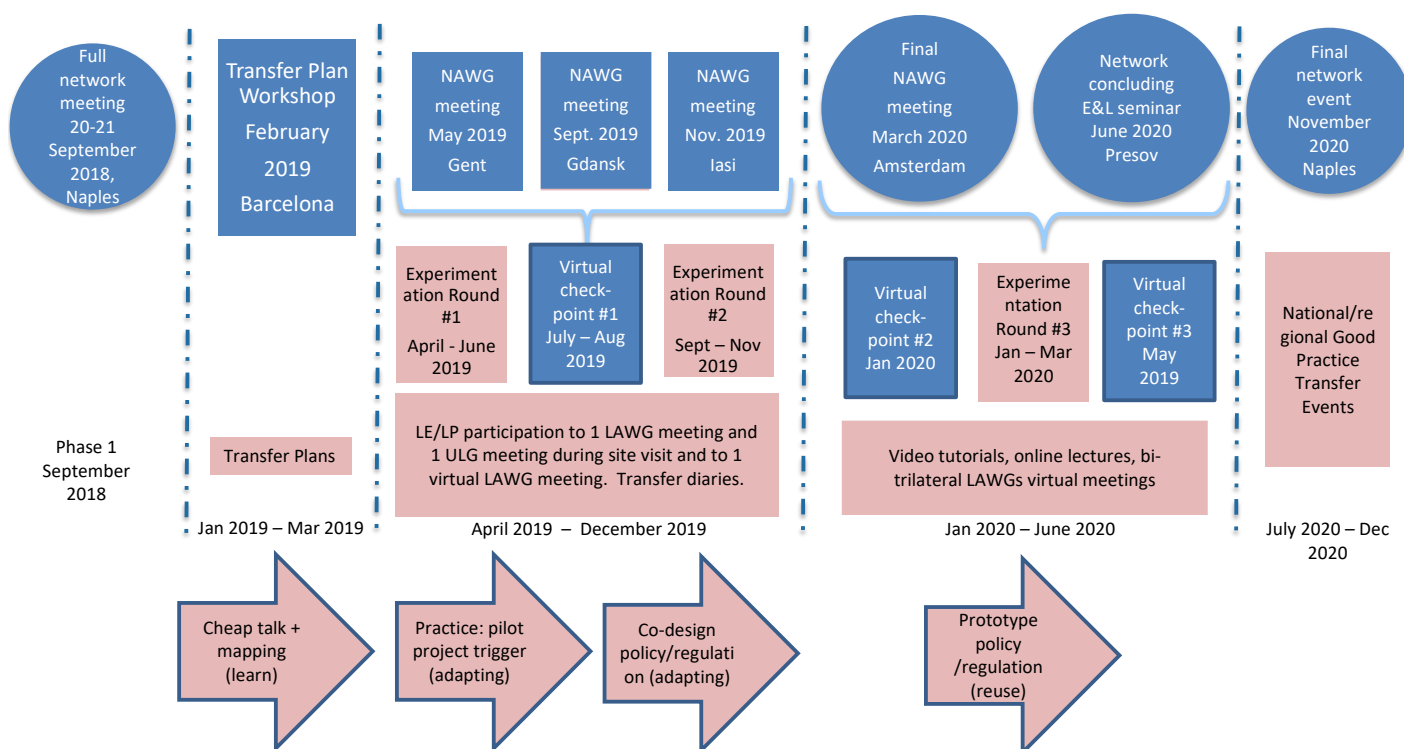 Full
network
meeting
20-21
September
2018,
Naples
Transfer Plan
Workshop
February
2019
Barcelona
NAWG
meeting
May 2019
Gent
NAWG
meeting
Sept. 2019
Gdansk
NAWG
meeting
Nov. 2019
Iasi
Final
NAWG
meeting
March 2020
Amsterdam
Network
concluding
E&L seminar
June 2020
Presov
Final
network
event
November
2020
Naples
Experiment
ation Round
#1
April - June
2019
Virtual
check-
point #1
July – Aug
2019
Experiment
ation Round
#2
Sept – Nov
2019
Virtual
check-
point #2
Jan 2020
Experime
ntation
Round #3
Jan – Mar
2020
Virtual
check-
point #3
May
2019
National/re
gional Good
Practice
Transfer
Events
Phase 1
September
2018
Transfer Plans
LE/LP participation to 1 LAWG meeting and
1 ULG meeting during site visit and to 1
virtual LAWG meeting.  Transfer diaries.
Video tutorials, online lectures, bi-
trilateral LAWGs virtual meetings
Jan 2019 – Mar 2019
April 2019  –  December 2019
Jan 2020 – June 2020
July 2020 – Dec
2020
Cheap talk +
mapping
(learn)
Practice: pilot
project trigger
(adapting)
Co-design
policy/regulati
on (adapting)
Prototype
policy
/regulation
(reuse)